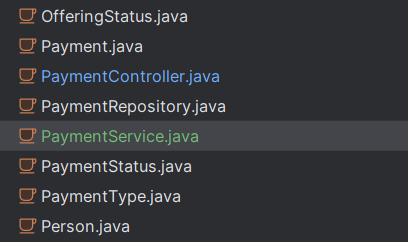 OfferingStatus.java
Payment.java
PaymentController.java
PaymentRepository.java
PaymentService.java
PaymentStatus.java
PaymentType.java
Person.java